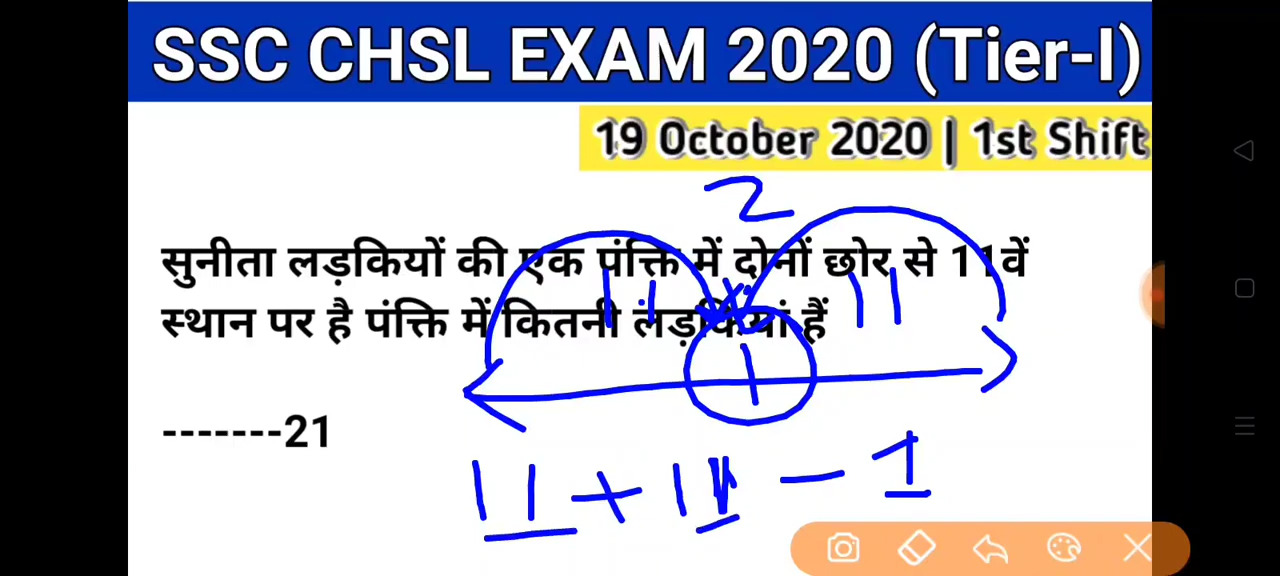 SSC CHSL EXAM 2020 (Tier-I)
19 October 2020 | 1st Shift
2
सुनीता लड़कियों की एक पंक्ति में दोनों छोर से 11वें
स्थान पर है पंक्ति में कितनी लड़कियां हैं
11 11
1
-------21
11 + 11 - 1